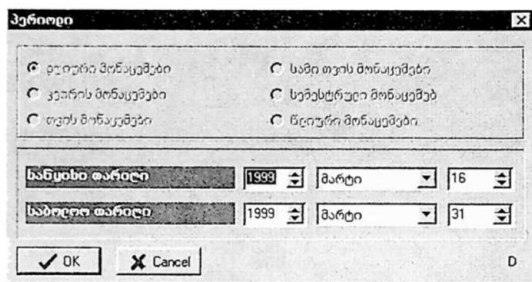 პერიოდი
დღიური მონაცემები
სამი თვის მონაცემები
კვირის მონაცემები
სემესტრული მონაცემებ
თვის მონაცემები
წლიური მონაცემები
საწყისი თარიღი 1999 მარტი 16
საბოლოო თარიღი 1999 მარტი 31
OK Cancel D